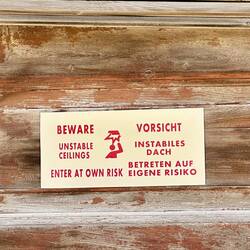 BEWARE
UNSTABLE
CEILINGS
ENTER AT OWN RISK
VORSICHT
INSTABILES
DACH
BETRETEN AUF
EIGENE RISIKO